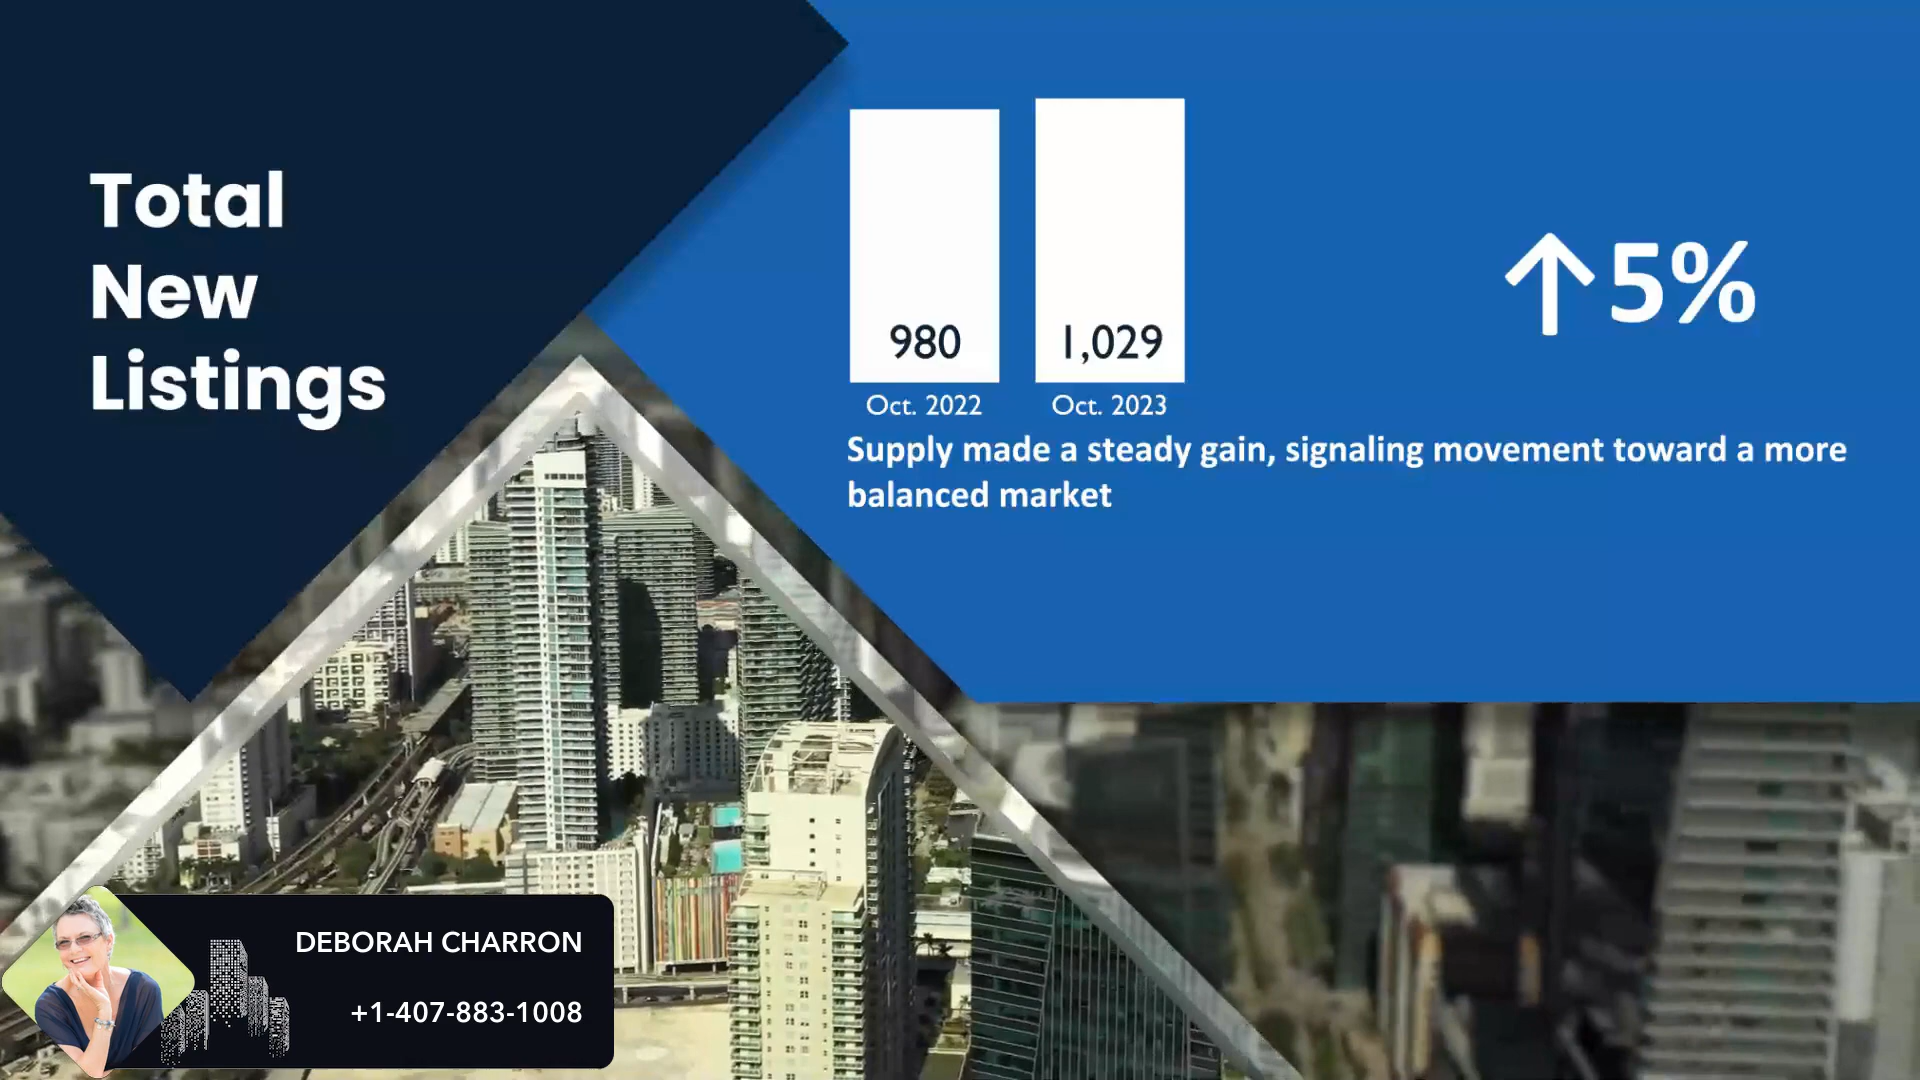 Total
New
Listings
980
1,029
Oct. 2022
Oct. 2023
↑5%
Supply made a steady gain, signaling movement toward a more
balanced market
DEBORAH CHARRON
+1-407-883-1008